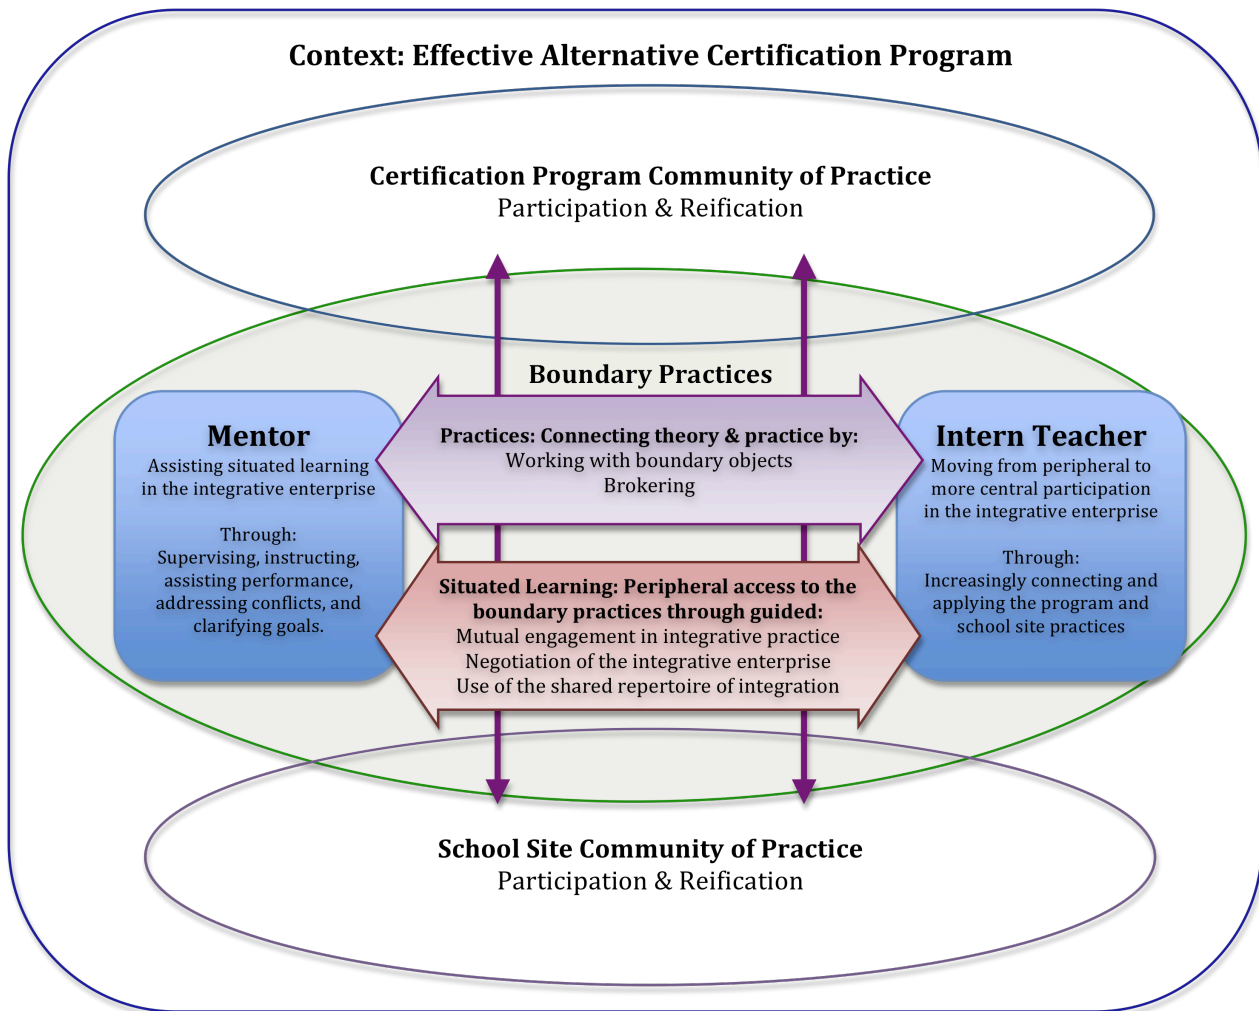 Context: Effective Alternative Certification Program
Certification Program Community of Practice
Participation & Reification
Boundary Practices
Mentor
Assisting situated learning
in the integrative enterprise
Through:
Supervising, instructing,
assisting performance,
addressing conflicts, and
clarifying goals.
Practices: Connecting theory & practice by:
Working with boundary objects
Brokering
Situated Learning: Peripheral access to the
boundary practices through guided:
Mutual engagement in integrative practice
Negotiation of the integrative enterprise
Use of the shared repertoire of integration
Intern Teacher
Moving from peripheral to
more central participation
in the integrative enterprise
Through:
Increasingly connecting and
applying the program and
school site practices
School Site Community of Practice
Participation & Reification